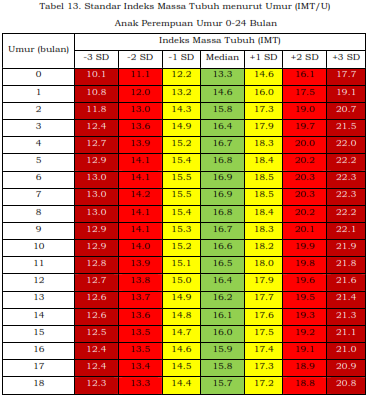 Tabel 13. Standar Indeks Massa Tubuh menurut Umur (IMT/U)
Anak Perempuan Umur 0-24 Bulan
Umur (bulan) Indeks Massa Tubuh (IMT)
-3 SD -2 SD -1 SD Median +1 SD +2 SD +3 SD
0 10.1 11.1 12.2 13.3 14.6 16.1 17.7
1 10.8 12.0 13.2 14.6 16.0 17.5 19.1
2 11.8 13.0 14.3 15.8 17.3 19.0 20.7
3 12.4 13.6 14.9 16.4 17.9 19.7 21.5
4 12.7 13.9 15.2 16.7 18.3 20.0 22.0
5 12.9 14.1 15.4 16.8 18.4 20.2 22.2
6 13.0 14.1 15.5 16.9 18.5 20.3 22.3
7 13.0 14.2 15.5 16.9 18.5 20.3 22.3
8 13.0 14.1 15.4 16.8 18.4 20.2 22.2
9 12.9 14.1 15.3 16.7 18.3 20.1 22.1
10 12.9 14.0 15.2 16.6 18.2 19.9 21.9
11 12.8 13.9 15.1 16.5 18.0 19.8 21.8
12 12.7 13.8 15.0 16.4 17.9 19.6 21.6
13 12.6 13.7 14.9 16.2 17.7 19.5 21.4
14 12.6 13.6 14.8 16.1 17.6 19.3 21.3
15 12.5 13.5 14.7 16.0 17.5 19.2 21.1
16 12.4 13.5 14.6 15.9 17.4 19.1 21.0
17 12.4 13.4 14.5 15.8 17.3 18.9 20.9
18 12.3 13.3 14.4 15.7 17.2 18.8 20.8